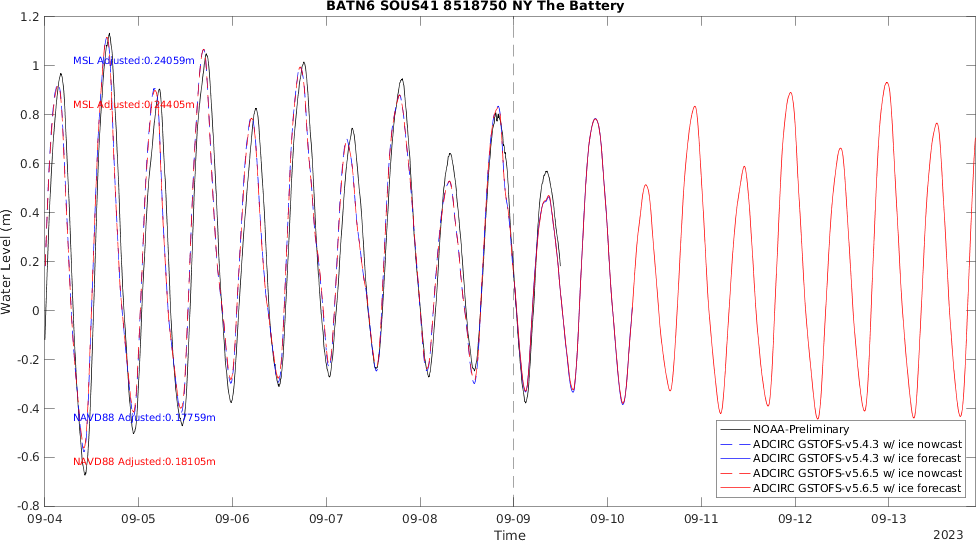 BATN6 SOUS41 8518750 NY The Battery
1.2
1
0.8
0.6
0.4
0.2
0
-0.2
-0.4
-0.6
-0.8
Water Level (m)
MSL Adjusted:0.24059m
MSL Adjusted:0.24405m
NAVD88 Adjusted:0.17759m
NAVD88 Adjusted:0.18105m
NOAA-Preliminary
ADCIRC GSTOFS-v5.4.3 w/ ice nowcast
ADCIRC GSTOFS-v5.4.3 w/ ice forecast
ADCIRC GSTOFS-v5.6.5 w/ ice nowcast
ADCIRC GSTOFS-v5.6.5 w/ ice forecast
09-04 09-05 09-06 09-07 09-08 09-09 09-10 09-11 09-12 09-13
Time
2023